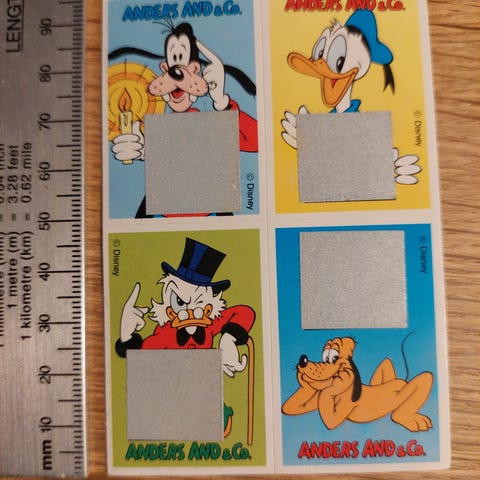 LENGT
1 metre (m) = 3.28 feet
1 kilometre (km) = 0.62 mile
mm 10 20 30 40 50 60 70 80 90
ANDERS AND & Co.
© Disney
ANDERS AND & Co.
© Disney
© Disney
ANDERS AND & Co.
© Disney
ANDERS AND & Co.